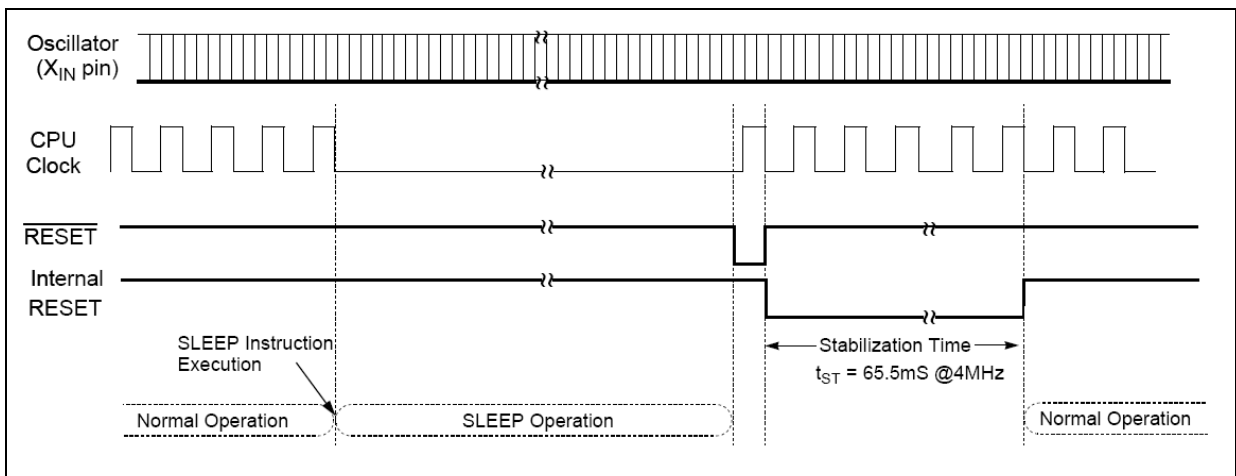 Oscillator
(XIN pin)
CPU
Clock
RESET
Internal
RESET
SLEEP Instruction
Execution
Stabilization Time
tST = 65.5mS @4MHz
Normal Operation
SLEEP Operation
Normal Operation